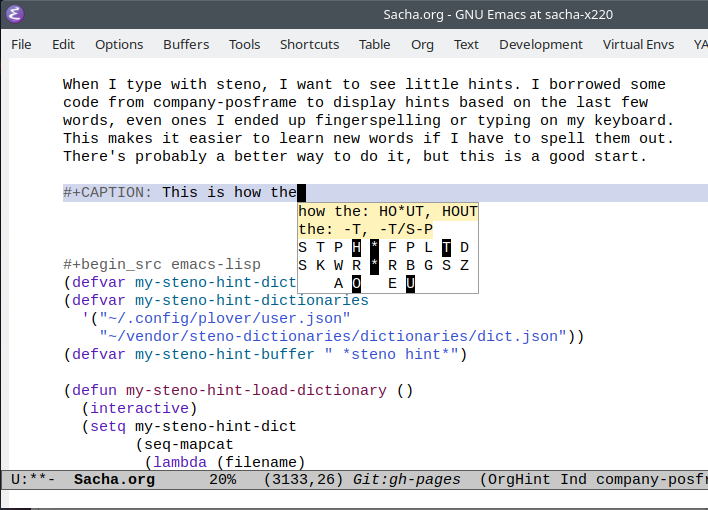 Sacha.org - GNU Emacs at sacha-x220
File Edit Options Buffers Tools Shortcuts Table Org Text Development Virtual Envs YA
When I type with steno, I want to see little hints. I borrowed some
code from company-posframe to display hints based on the last few
words, even ones I ended up fingerspelling or typing on my keyboard.
This makes it easier to learn new words if I have to spell them out.
There's probably a better way to do it, but this is a good start.
#+CAPTION: This is how the
how the: HO*UT, HOUT
the: -T, -T/S-P
S T P H * F P L T D
S K W R * R B G S Z
A O E U
#+begin_src emacs-lisp
(defvar my-steno-hint-dict
(defvar my-steno-hint-dictionaries
'("~/.config/plover/user.json"
"~/vendor/steno-dictionaries/dictionaries/dict.json"))
(defvar my-steno-hint-buffer " *steno hint*")
(defun my-steno-hint-load-dictionary ()
(interactive)
(setq my-steno-hint-dict
(seq-mapcat
(lambda (filename)
U:**- Sacha.org 20% (3133,26) Git:gh-pages (OrgHint Ind company-posfr